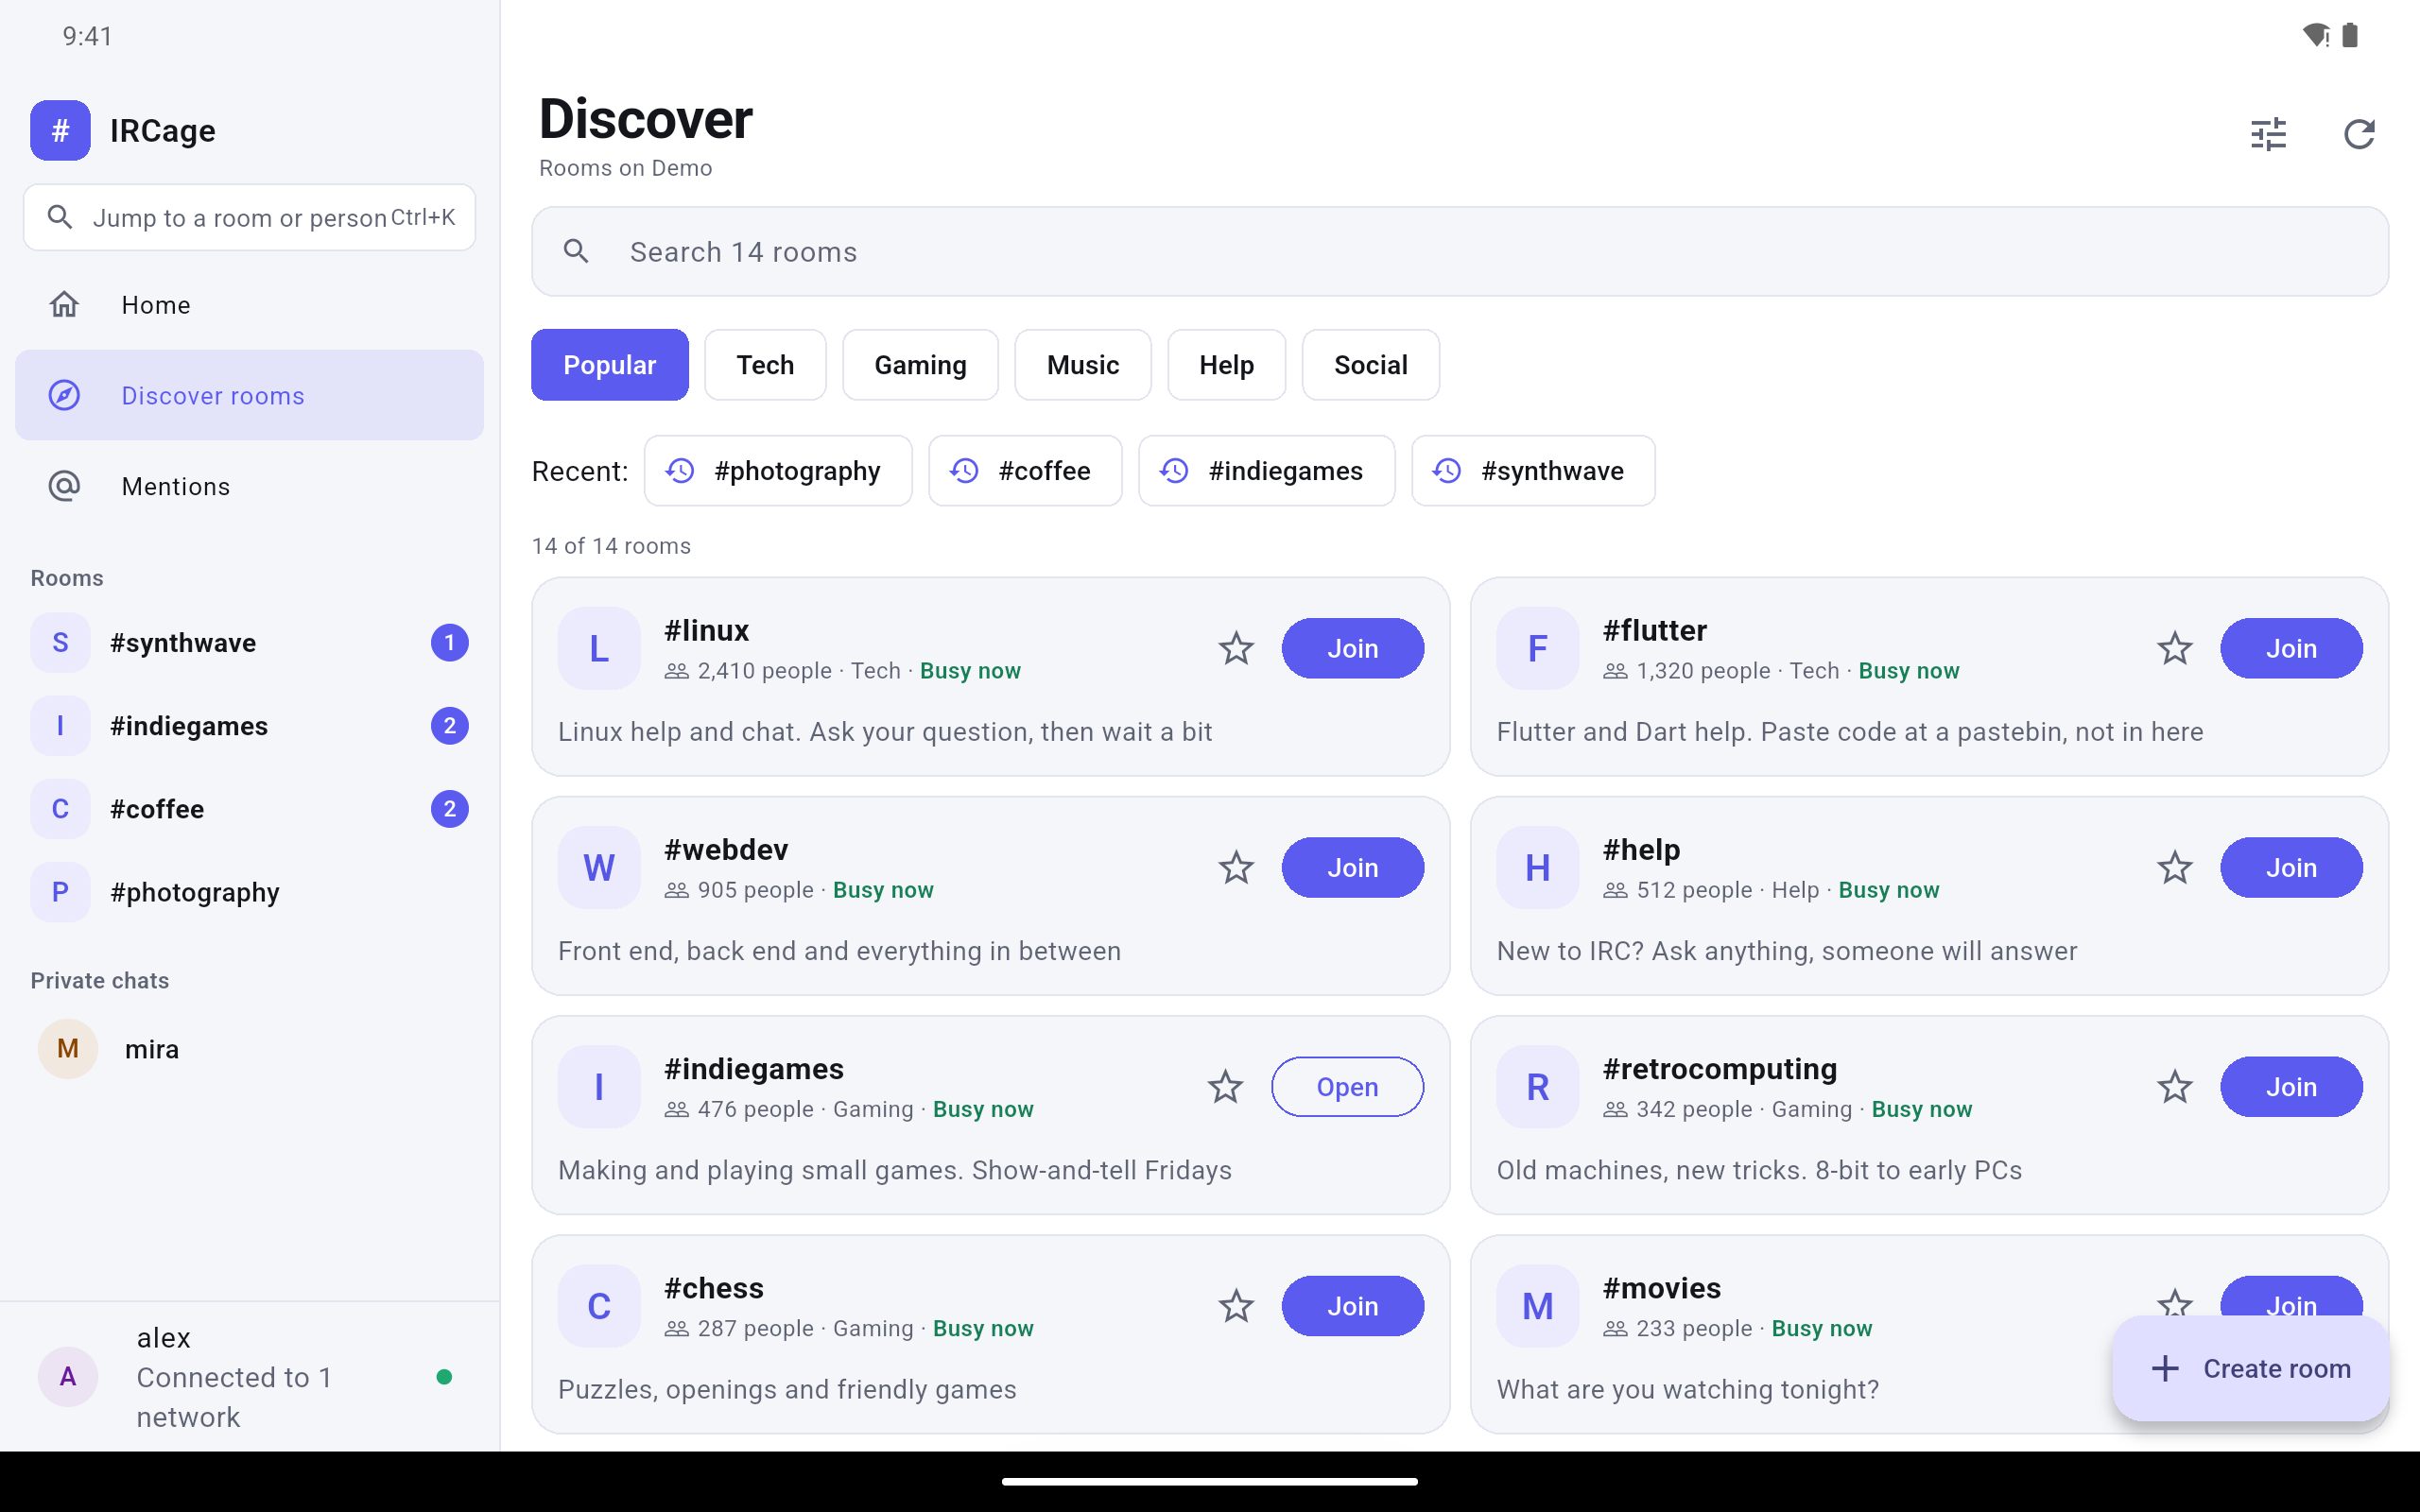 9:41
# IRCage
Jump to a room or person Ctrl+K
Home
Discover rooms
Mentions
Rooms
S #synthwave 1
I #indiegames 2
C #coffee 2
P #photography
Private chats
M mira
A alex
Connected to 1
network
Discover
Rooms on Demo
Search 14 rooms
Popular Tech Gaming Music Help Social
Recent: #photography #coffee #indiegames #synthwave
14 of 14 rooms
L #linux Join
2,410 people · Tech · Busy now
Linux help and chat. Ask your question, then wait a bit
F #flutter Join
1,320 people · Tech · Busy now
Flutter and Dart help. Paste code at a pastebin, not in here
W #webdev Join
905 people · Busy now
Front end, back end and everything in between
H #help Join
512 people · Help · Busy now
New to IRC? Ask anything, someone will answer
I #indiegames Open
476 people · Gaming · Busy now
Making and playing small games. Show-and-tell Fridays
R #retrocomputing Join
342 people · Gaming · Busy now
Old machines, new tricks. 8-bit to early PCs
C #chess Join
287 people · Gaming · Busy now
Puzzles, openings and friendly games
M #movies Join
233 people · Busy now
What are you watching tonight?
Create room